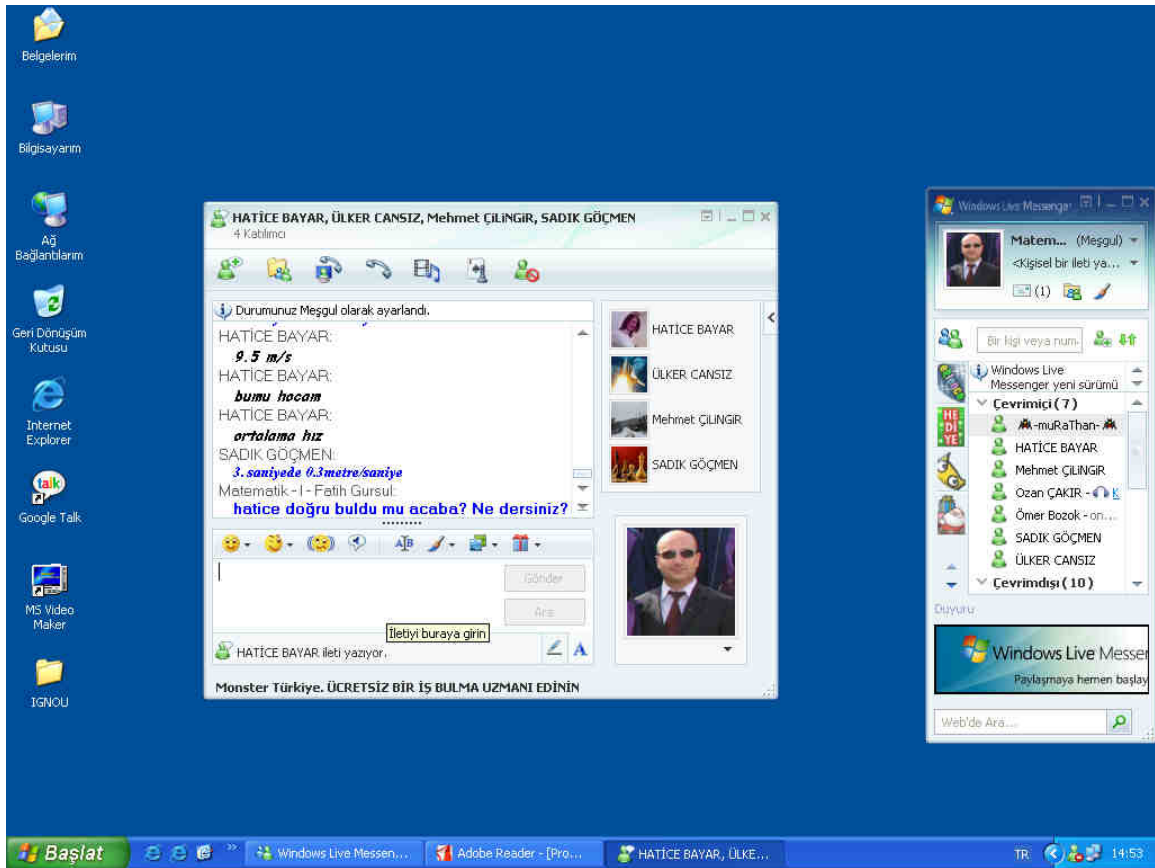 Belgelerim
Bilgisayarım
Ağ
Bağlantılarım
Geri Dönüşüm
Kutusu
Internet
Explorer
talk
Google Talk
MS Video
Maker
IGNOU
HATİCE BAYAR, ÜLKER CANSIZ, Mehmet ÇiLiNGiR, SADIK GÖÇMEN
4 Katılımcı
Durumunuz Meşgul olarak ayarlandı.
HATİCE BAYAR:
9.5 m/s
HATİCE BAYAR:
bumu hocam
HATİCE BAYAR:
ortalama hız
SADIK GÖÇMEN:
3.saniyede 0.3metre/saniye
Matematik - I - Fatih Gursul:
hatice doğru buldu mu acaba? Ne dersiniz?
HATİCE BAYAR
ÜLKER CANSIZ
Mehmet ÇiLiNGiR
SADIK GÖÇMEN
Gönder
Ara
İletiyi buraya girin
HATİCE BAYAR ileti yazıyor.
Monster Türkiye. ÜCRETSİZ BİR İŞ BULMA UZMANI EDİNİN
Windows Live Messenger
Matem... (Meşgul)
<Kişisel bir ileti ya...
(1)
Bir kişi veya num
Windows Live
Messenger yeni sürümü
HEDİYE
Çevrimiçi (7)
-muRaThan-
HATİCE BAYAR
Mehmet ÇiLiNGiR
Ozan ÇAKIR - K
Ömer Bozok - on...
SADIK GÖÇMEN
ÜLKER CANSIZ
Çevrimdışı (10)
Duyuru
Windows Live Messer
Paylaşmaya hemen başlay
Web'de Ara...
Başlat
Windows Live Messen...
Adobe Reader - [Pro...
HATİCE BAYAR, ÜLKE...
TR
14:53